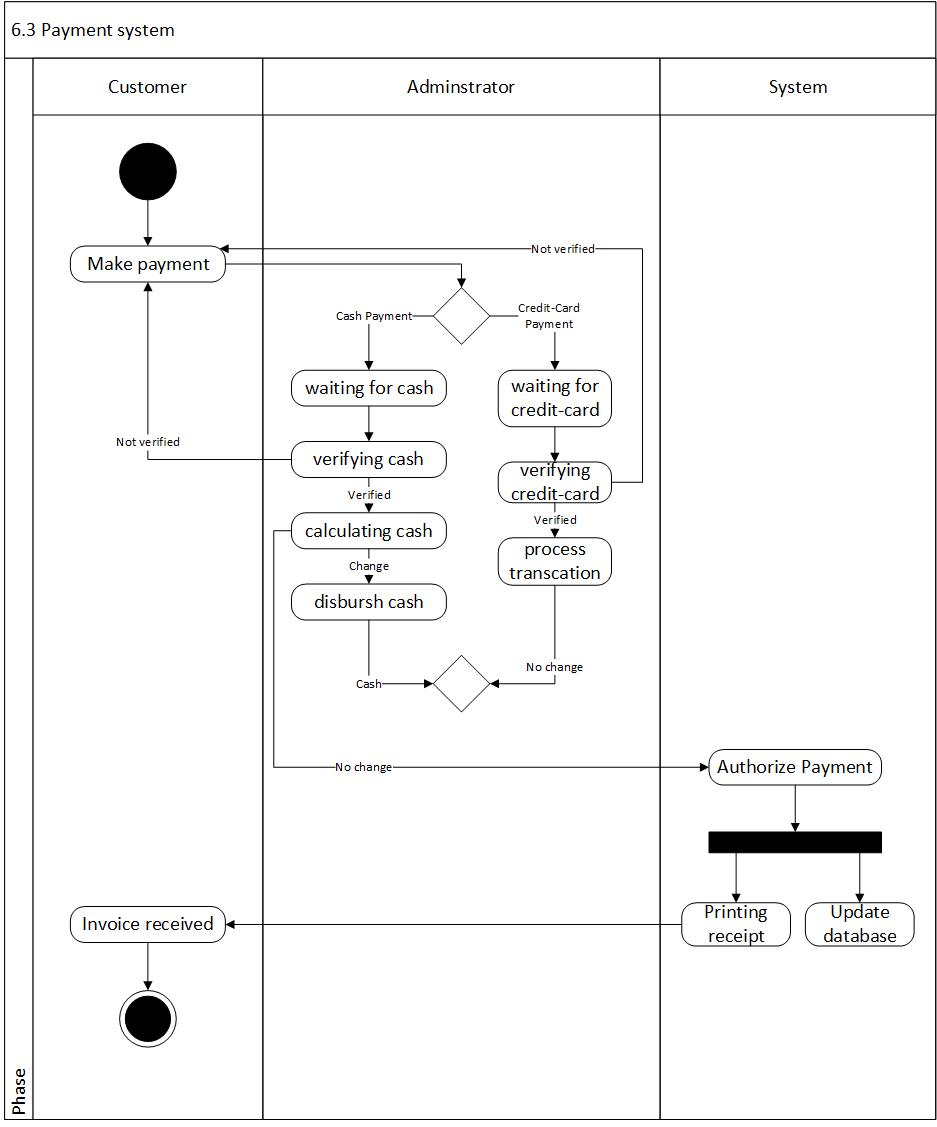 6.3 Payment system
Customer
Adminstrator
System
Make payment
Not verified
Cash Payment
Credit-Card
Payment
waiting for cash
waiting for
credit-card
Not verified
verifying cash
verifying
credit-card
Verified
Verified
calculating cash
process
transcation
Change
disbursh cash
No change
Cash
No change
Authorize Payment
Invoice received
Printing
receipt
Update
database
Phase